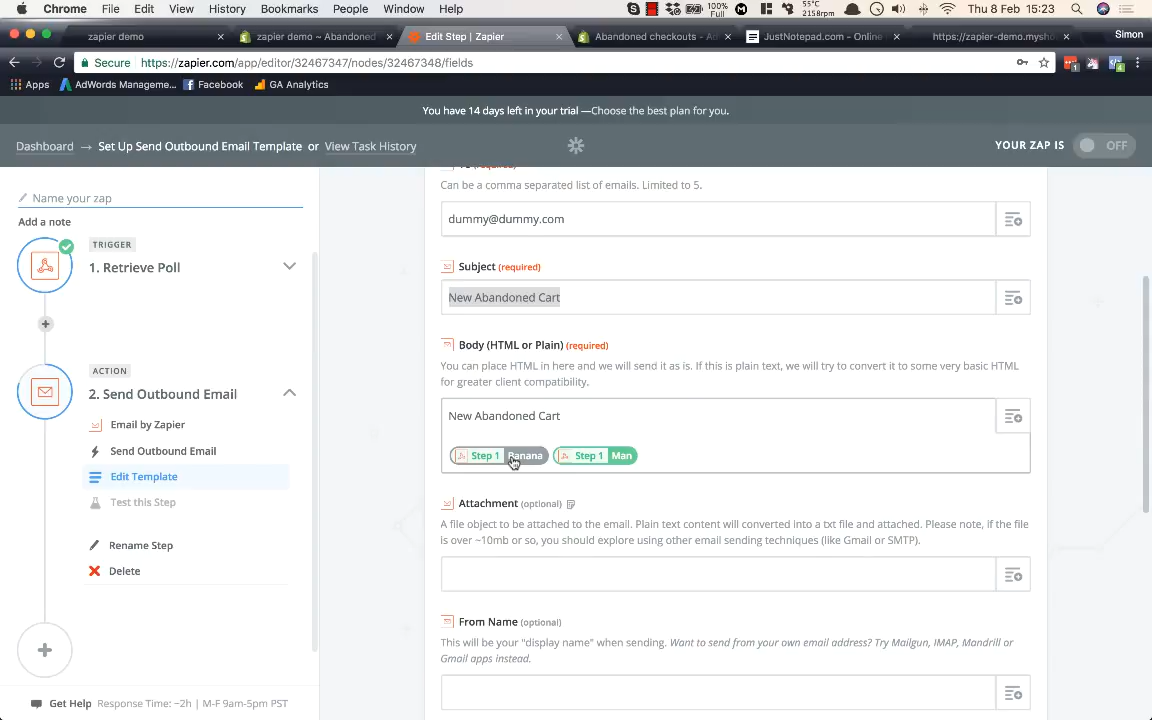 Chrome File Edit View History Bookmarks People Window Help 100% Full 55°C 2158rpm Thu 8 Feb 15:23
zapier demo
zapier demo ~ Abandoned
Edit Step | Zapier
Abandoned checkouts - Ad
JustNotepad.com - Online
https://zapier-demo.mysho
Simon
Secure https://zapier.com/app/editor/32467347/nodes/32467348/fields
Apps AdWords Manageme... Facebook GA Analytics
You have 14 days left in your trial —Choose the best plan for you.
Dashboard → Set Up Send Outbound Email Template or View Task History
YOUR ZAP IS OFF
Name your zap
Add a note
TRIGGER
1. Retrieve Poll
ACTION
2. Send Outbound Email
Email by Zapier
Send Outbound Email
Edit Template
Test this Step
Rename Step
Delete
Get Help Response Time: ~2h | M-F 9am-5pm PST
Can be a comma separated list of emails. Limited to 5.
dummy@dummy.com
Subject (required)
New Abandoned Cart
Body (HTML or Plain) (required)
You can place HTML in here and we will send it as is. If this is plain text, we will try to convert it to some very basic HTML
for greater client compatibility.
New Abandoned Cart
Step 1 Banana Step 1 Man
Attachment (optional)
A file object to be attached to the email. Plain text content will converted into a txt file and attached. Please note, if the file
is over ~10mb or so, you should explore using other email sending techniques (like Gmail or SMTP).
From Name (optional)
This will be your "display name" when sending. Want to send from your own email address? Try Mailgun, IMAP, Mandrill or
Gmail apps instead.